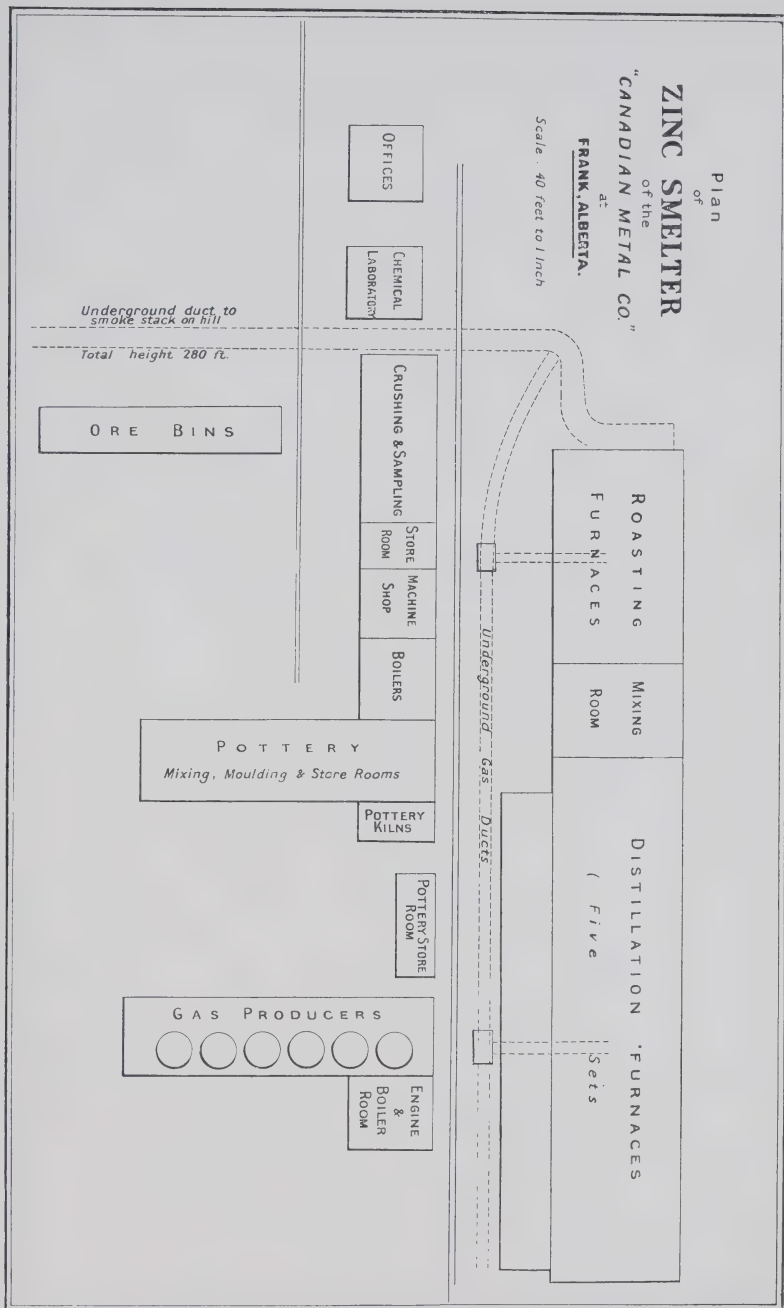 Plan
of
ZINC SMELTER
of the
"CANADIAN METAL CO."
at
FRANK, ALBERTA.
Scale . 40 feet to 1 Inch
OFFICES
CHEMICAL
LABORATORY
Underground duct to
smoke stack on hill
Total height 280 ft.
ORE BINS
CRUSHING & SAMPLING
STORE
ROOM
MACHINE
SHOP
BOILERS
POTTERY
Mixing, Moulding & Store Rooms
POTTERY
KILNS
POTTERY STORE
ROOM
GAS PRODUCERS
ENGINE
&
BOILER
ROOM
Underground Gas Ducts
ROASTING
FURNACES
MIXING
ROOM
DISTILLATION FURNACES
( Five Sets